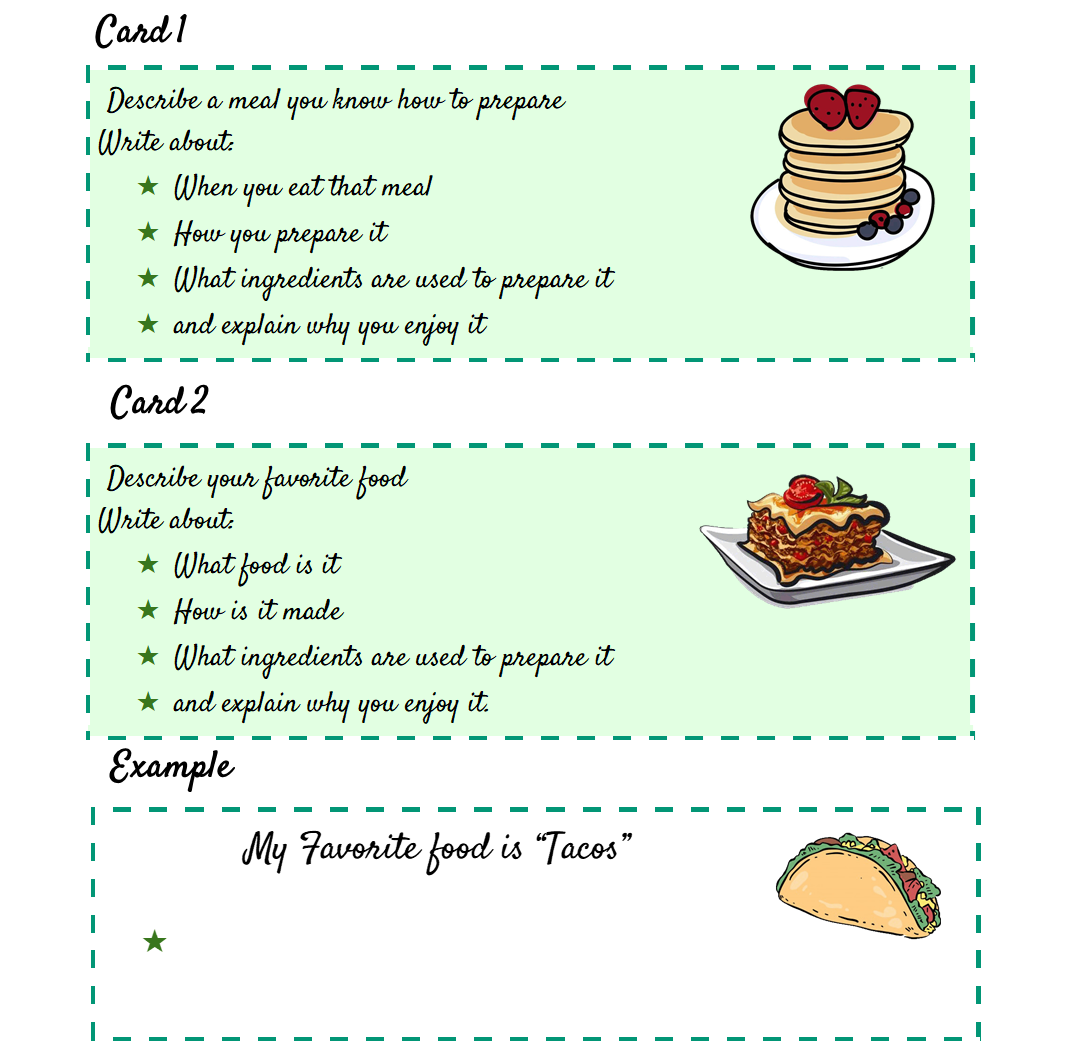 Card 1
Describe a meal you know how to prepare
Write about:
★ When you eat that meal
★ How you prepare it
★ What ingredients are used to prepare it
★ and explain why you enjoy it
Card 2
Describe your favorite food
Write about:
★ What food is it
★ How is it made
★ What ingredients are used to prepare it
★ and explain why you enjoy it.
Example
My Favorite food is “Tacos”
★